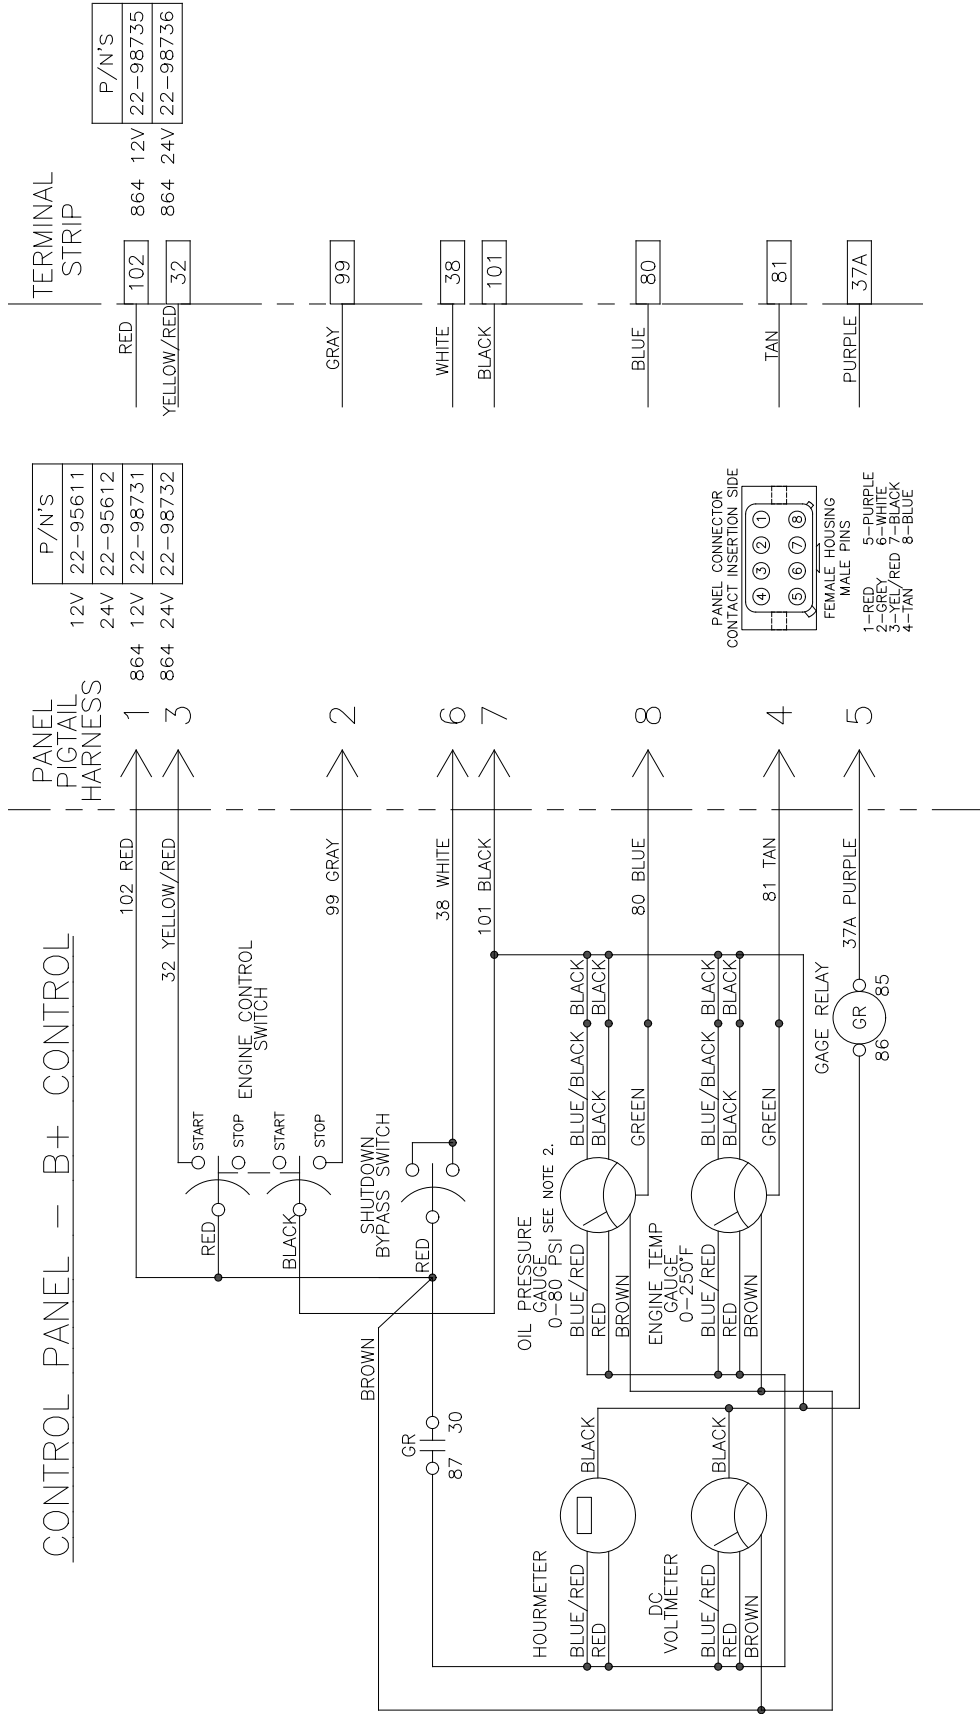 CONTROL PANEL - B+ CONTROL
PANEL
PIGTAIL
HARNESS
P/N'S
12V 22-95611
24V 22-95612
864 12V 22-98731
864 24V 22-98732
TERMINAL
STRIP
P/N'S
864 12V 22-98735
864 24V 22-98736
102 RED
1
RED
102
32 YELLOW/RED
3
YELLOW/RED
32
START
STOP
ENGINE CONTROL
SWITCH
START
STOP
RED
BLACK
99 GRAY
2
GRAY
99
SHUTDOWN
BYPASS SWITCH
RED
38 WHITE
6
WHITE
38
101 BLACK
7
BLACK
101
BROWN
GR
87
30
OIL PRESSURE
GAUGE
0-80 PSI SEE NOTE 2.
BLUE/RED
RED
BROWN
BLUE/BLACK
BLACK
GREEN
BLACK
BLACK
80 BLUE
8
BLUE
80
ENGINE TEMP
GAUGE
0-250°F
BLUE/RED
RED
BROWN
BLUE/BLACK
BLACK
GREEN
BLACK
BLACK
81 TAN
4
TAN
81
HOURMETER
BLUE/RED
RED
BLACK
DC
VOLTMETER
BLUE/RED
RED
BROWN
BLACK
GAGE RELAY
GR
86
85
37A PURPLE
5
PURPLE
37A
PANEL CONNECTOR
CONTACT INSERTION SIDE
4 3 2 1
5 6 7 8
FEMALE HOUSING
MALE PINS
1-RED 5-PURPLE
2-GREY 6-WHITE
3-YEL/RED 7-BLACK
4-TAN 8-BLUE